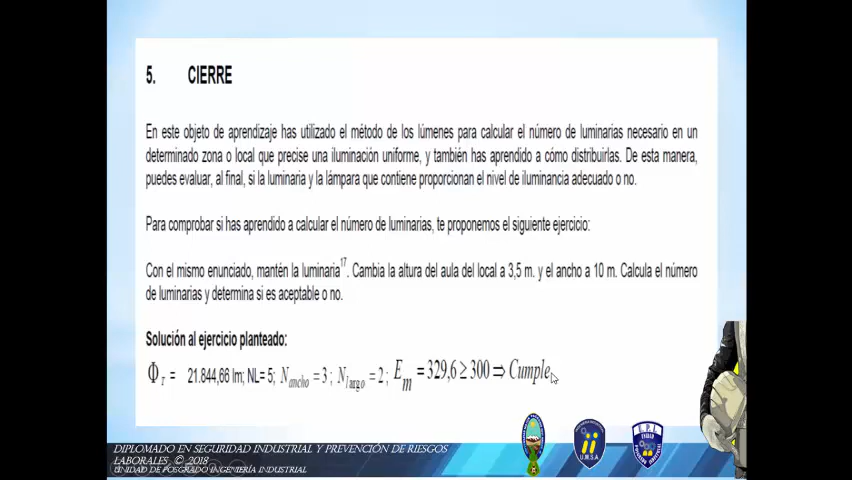 5. CIERRE
En este objeto de aprendizaje has utilizado el método de los lúmenes para calcular el número de luminarias necesario en un
determinado zona o local que precise una iluminación uniforme, y también has aprendido a cómo distribuirlas. De esta manera,
puedes evaluar, al final, si la luminaria y la lámpara que contiene proporcionan el nivel de iluminancia adecuado o no.
Para comprobar si has aprendido a calcular el número de luminarias, te proponemos el siguiente ejercicio:
Con el mismo enunciado, mantén la luminaria17. Cambia la altura del aula del local a 3,5 m. y el ancho a 10 m. Calcula el número
de luminarias y determina si es aceptable o no.
Solución al ejercicio planteado:
ΦT = 21.844,66 lm; NL= 5; Nancho = 3 ; Nlargo = 2 ; Em = 329,6 ≥ 300 ⇒ Cumple
DIPLOMADO EN SEGURIDAD INDUSTRIAL Y PREVENCIÓN DE RIESGOS
LABORALES © 2018
UNIDAD DE POSGRADO INGENIERÍA INDUSTRIAL
U.M.S.A.